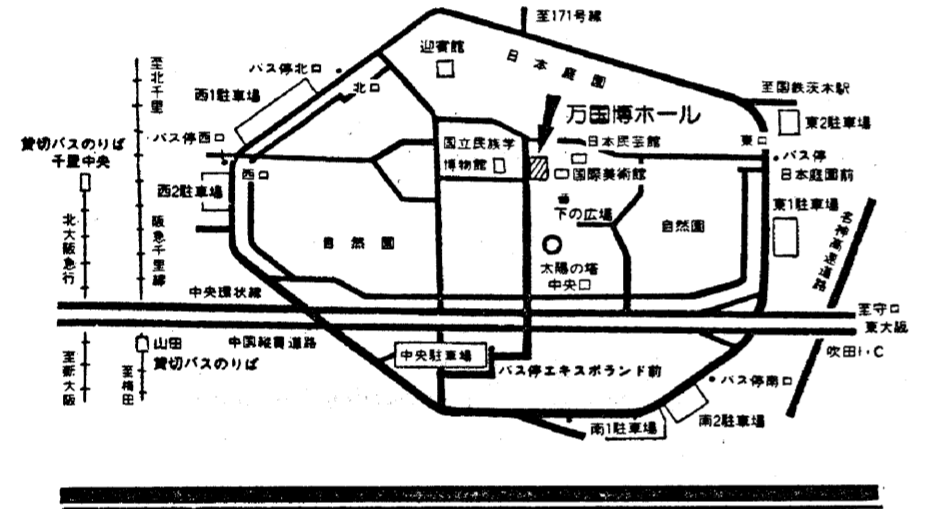 至171号線
迎賓館
日本庭園
バス停北口
北口
西1駐車場
至北千里
至国鉄茨木駅
万国博ホール
東2駐車場
バス停西口
国立民族学
博物館
日本民芸館
東口
バス停
日本庭園前
貸切バスのりば
千里中央
西口
国際美術館
西2駐車場
下の広場
東1駐車場
北大阪急行
阪急千里線
自然園
自然園
太陽の塔
中央口
名神高速道路
中央環状線
至守口
東大阪
山田
貸切バスのりば
中国縦貫道路
中央駐車場
吹田I・C
至新大阪
至梅田
バス停エキスポランド前
バス停南口
南1駐車場
南2駐車場